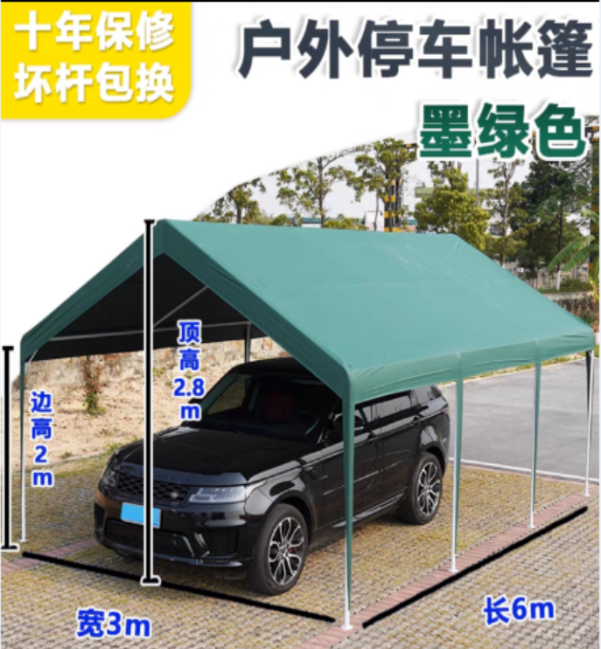 十年保修
坏杆包换
户外停车帐篷
墨绿色
顶高2.8m
边高2m
宽3m
长6m